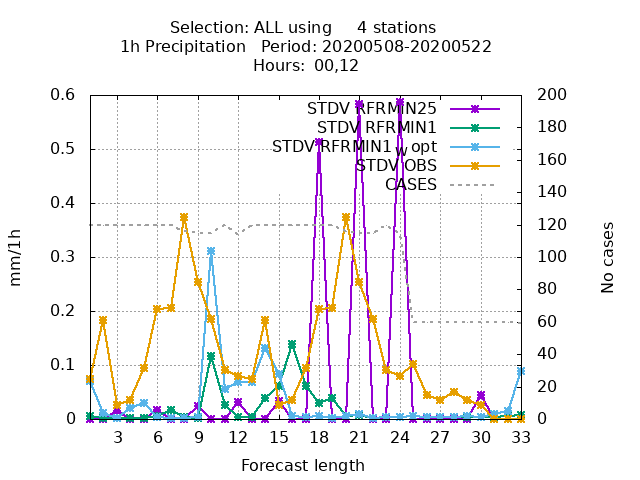 Selection: ALL using 4 stations
1h Precipitation Period: 20200508-20200522
Hours: 00,12
0.6 200
STDV RFRMIN25
180
STDV RFRMIN1
0.5 STDV RFRMIN1_w_opt 160
STDV OBS
CASES
140
0.4 120
0.3 100
80
0.2 60
0.1 40
20
0 0
3 6 9 12 15 18 21 24 27 30 33
mm/1h
No cases
Forecast length